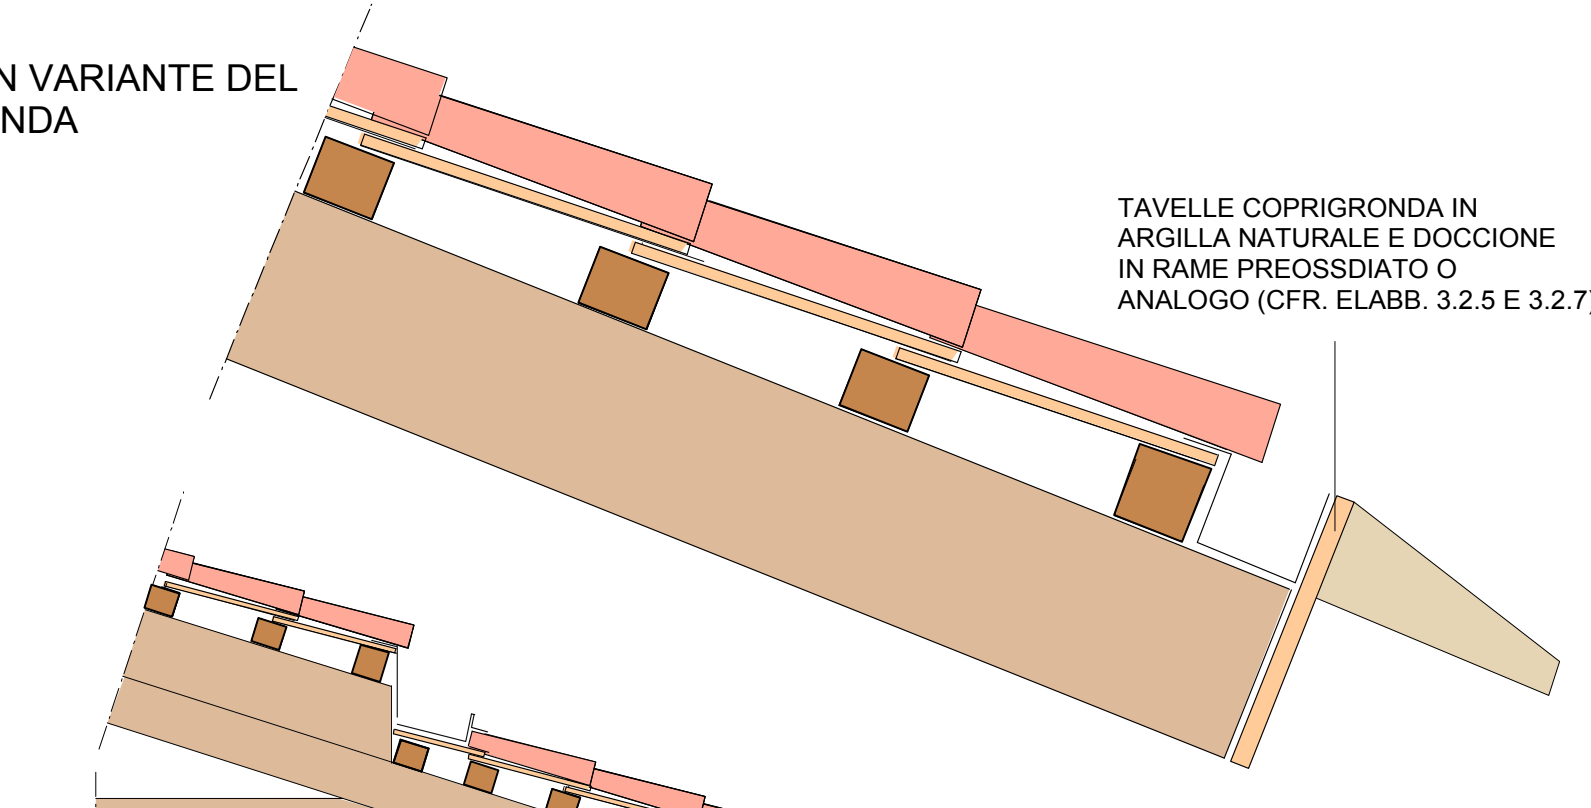 N VARIANTE DEL
NDA
TAVELLE COPRIGRONDA IN
ARGILLA NATURALE E DOCCIONE
IN RAME PREOSSDIATO O
ANALOGO (CFR. ELABB. 3.2.5 E 3.2.7)